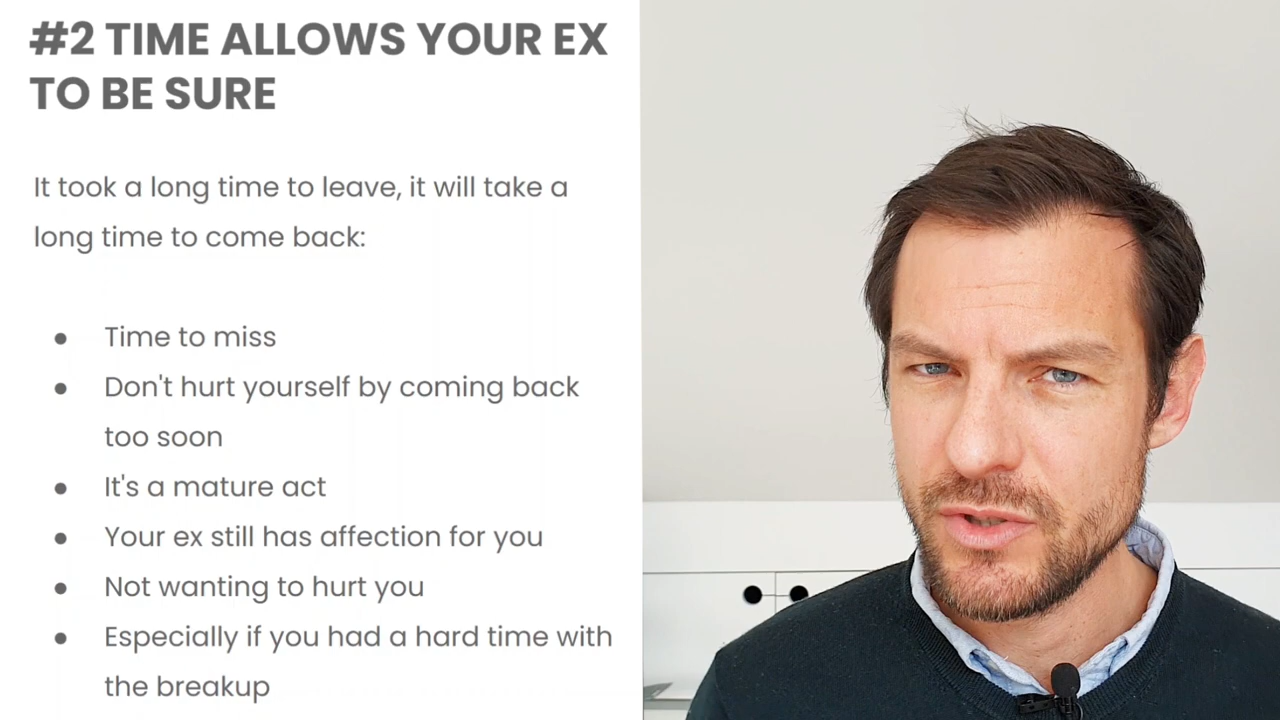 #2 TIME ALLOWS YOUR EX
TO BE SURE
It took a long time to leave, it will take a
long time to come back:
● Time to miss
● Don't hurt yourself by coming back
too soon
● It's a mature act
● Your ex still has affection for you
● Not wanting to hurt you
● Especially if you had a hard time with
the breakup